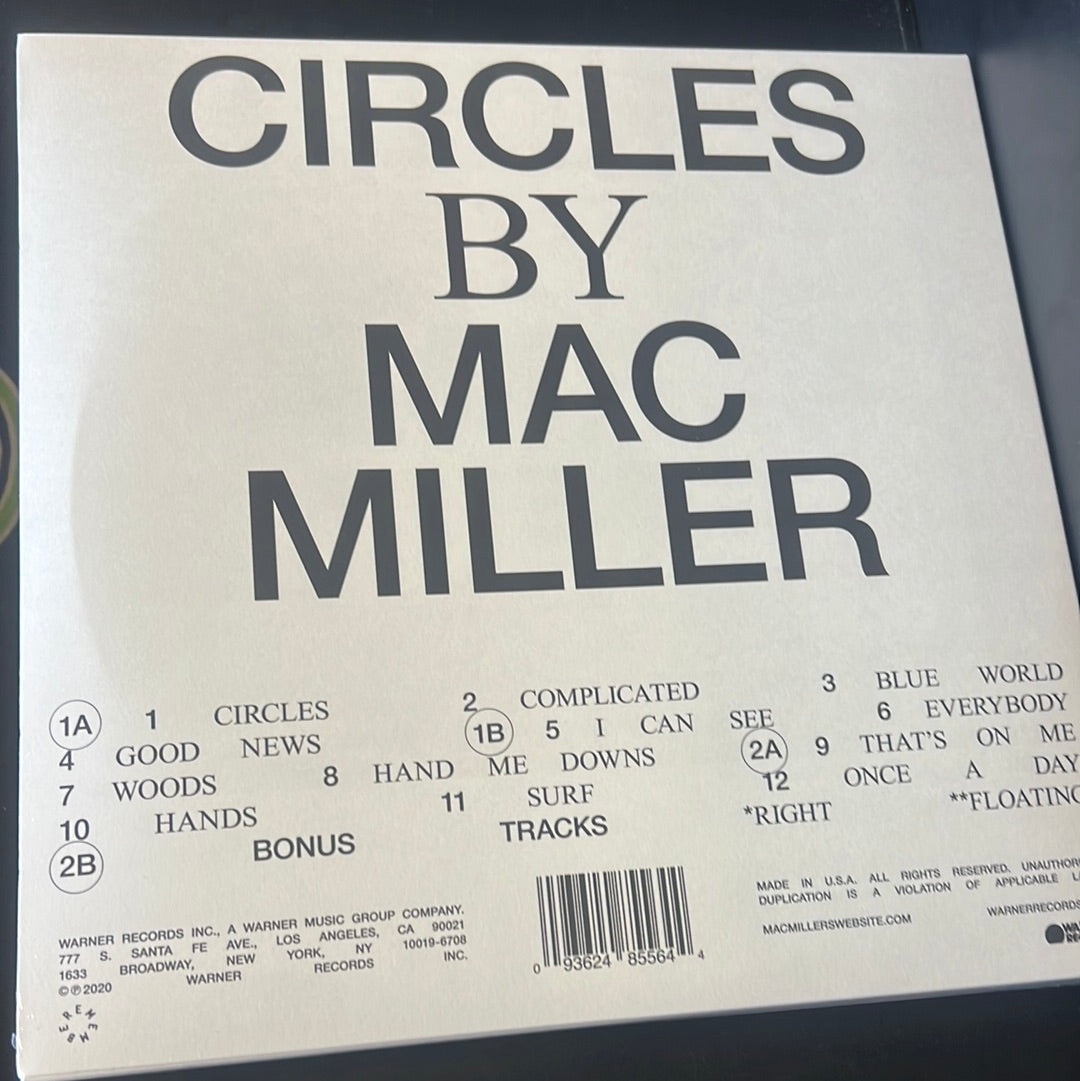 CIRCLES
BY
MAC
MILLER
1A 1 CIRCLES 2 COMPLICATED 3 BLUE WORLD
4 GOOD NEWS 1B 5 I CAN SEE 6 EVERYBODY
7 WOODS 8 HAND ME DOWNS 2A 9 THAT'S ON ME
10 HANDS 11 SURF 12 ONCE A DAY
2B BONUS TRACKS *RIGHT **FLOATING
WARNER RECORDS INC., A WARNER MUSIC GROUP COMPANY.
777 S. SANTA FE AVE., LOS ANGELES, CA 90021
1633 BROADWAY, NEW YORK, NY 10019-6708
©℗2020 WARNER RECORDS INC.
REMEMBER
0 93624 85564 4
MADE IN U.S.A. ALL RIGHTS RESERVED.
DUPLICATION IS A VIOLATION OF APPLICABLE
MACMILLERSWEBSITE.COM WARNERRECORDS